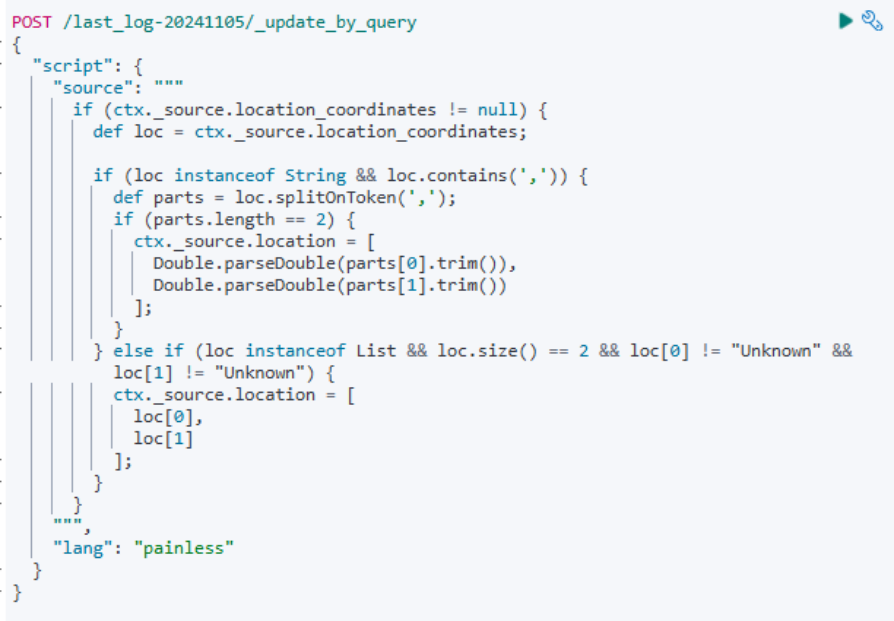 POST /last_log-20241105/_update_by_query
{
"script": {
"source": """
if (ctx._source.location_coordinates != null) {
def loc = ctx._source.location_coordinates;
if (loc instanceof String && loc.contains(',')) {
def parts = loc.splitOnToken(',');
if (parts.length == 2) {
ctx._source.location = [
Double.parseDouble(parts[0].trim()),
Double.parseDouble(parts[1].trim())
];
}
} else if (loc instanceof List && loc.size() == 2 && loc[0] != "Unknown" &&
loc[1] != "Unknown") {
ctx._source.location = [
loc[0],
loc[1]
];
}
}
""",
"lang": "painless"
}
}